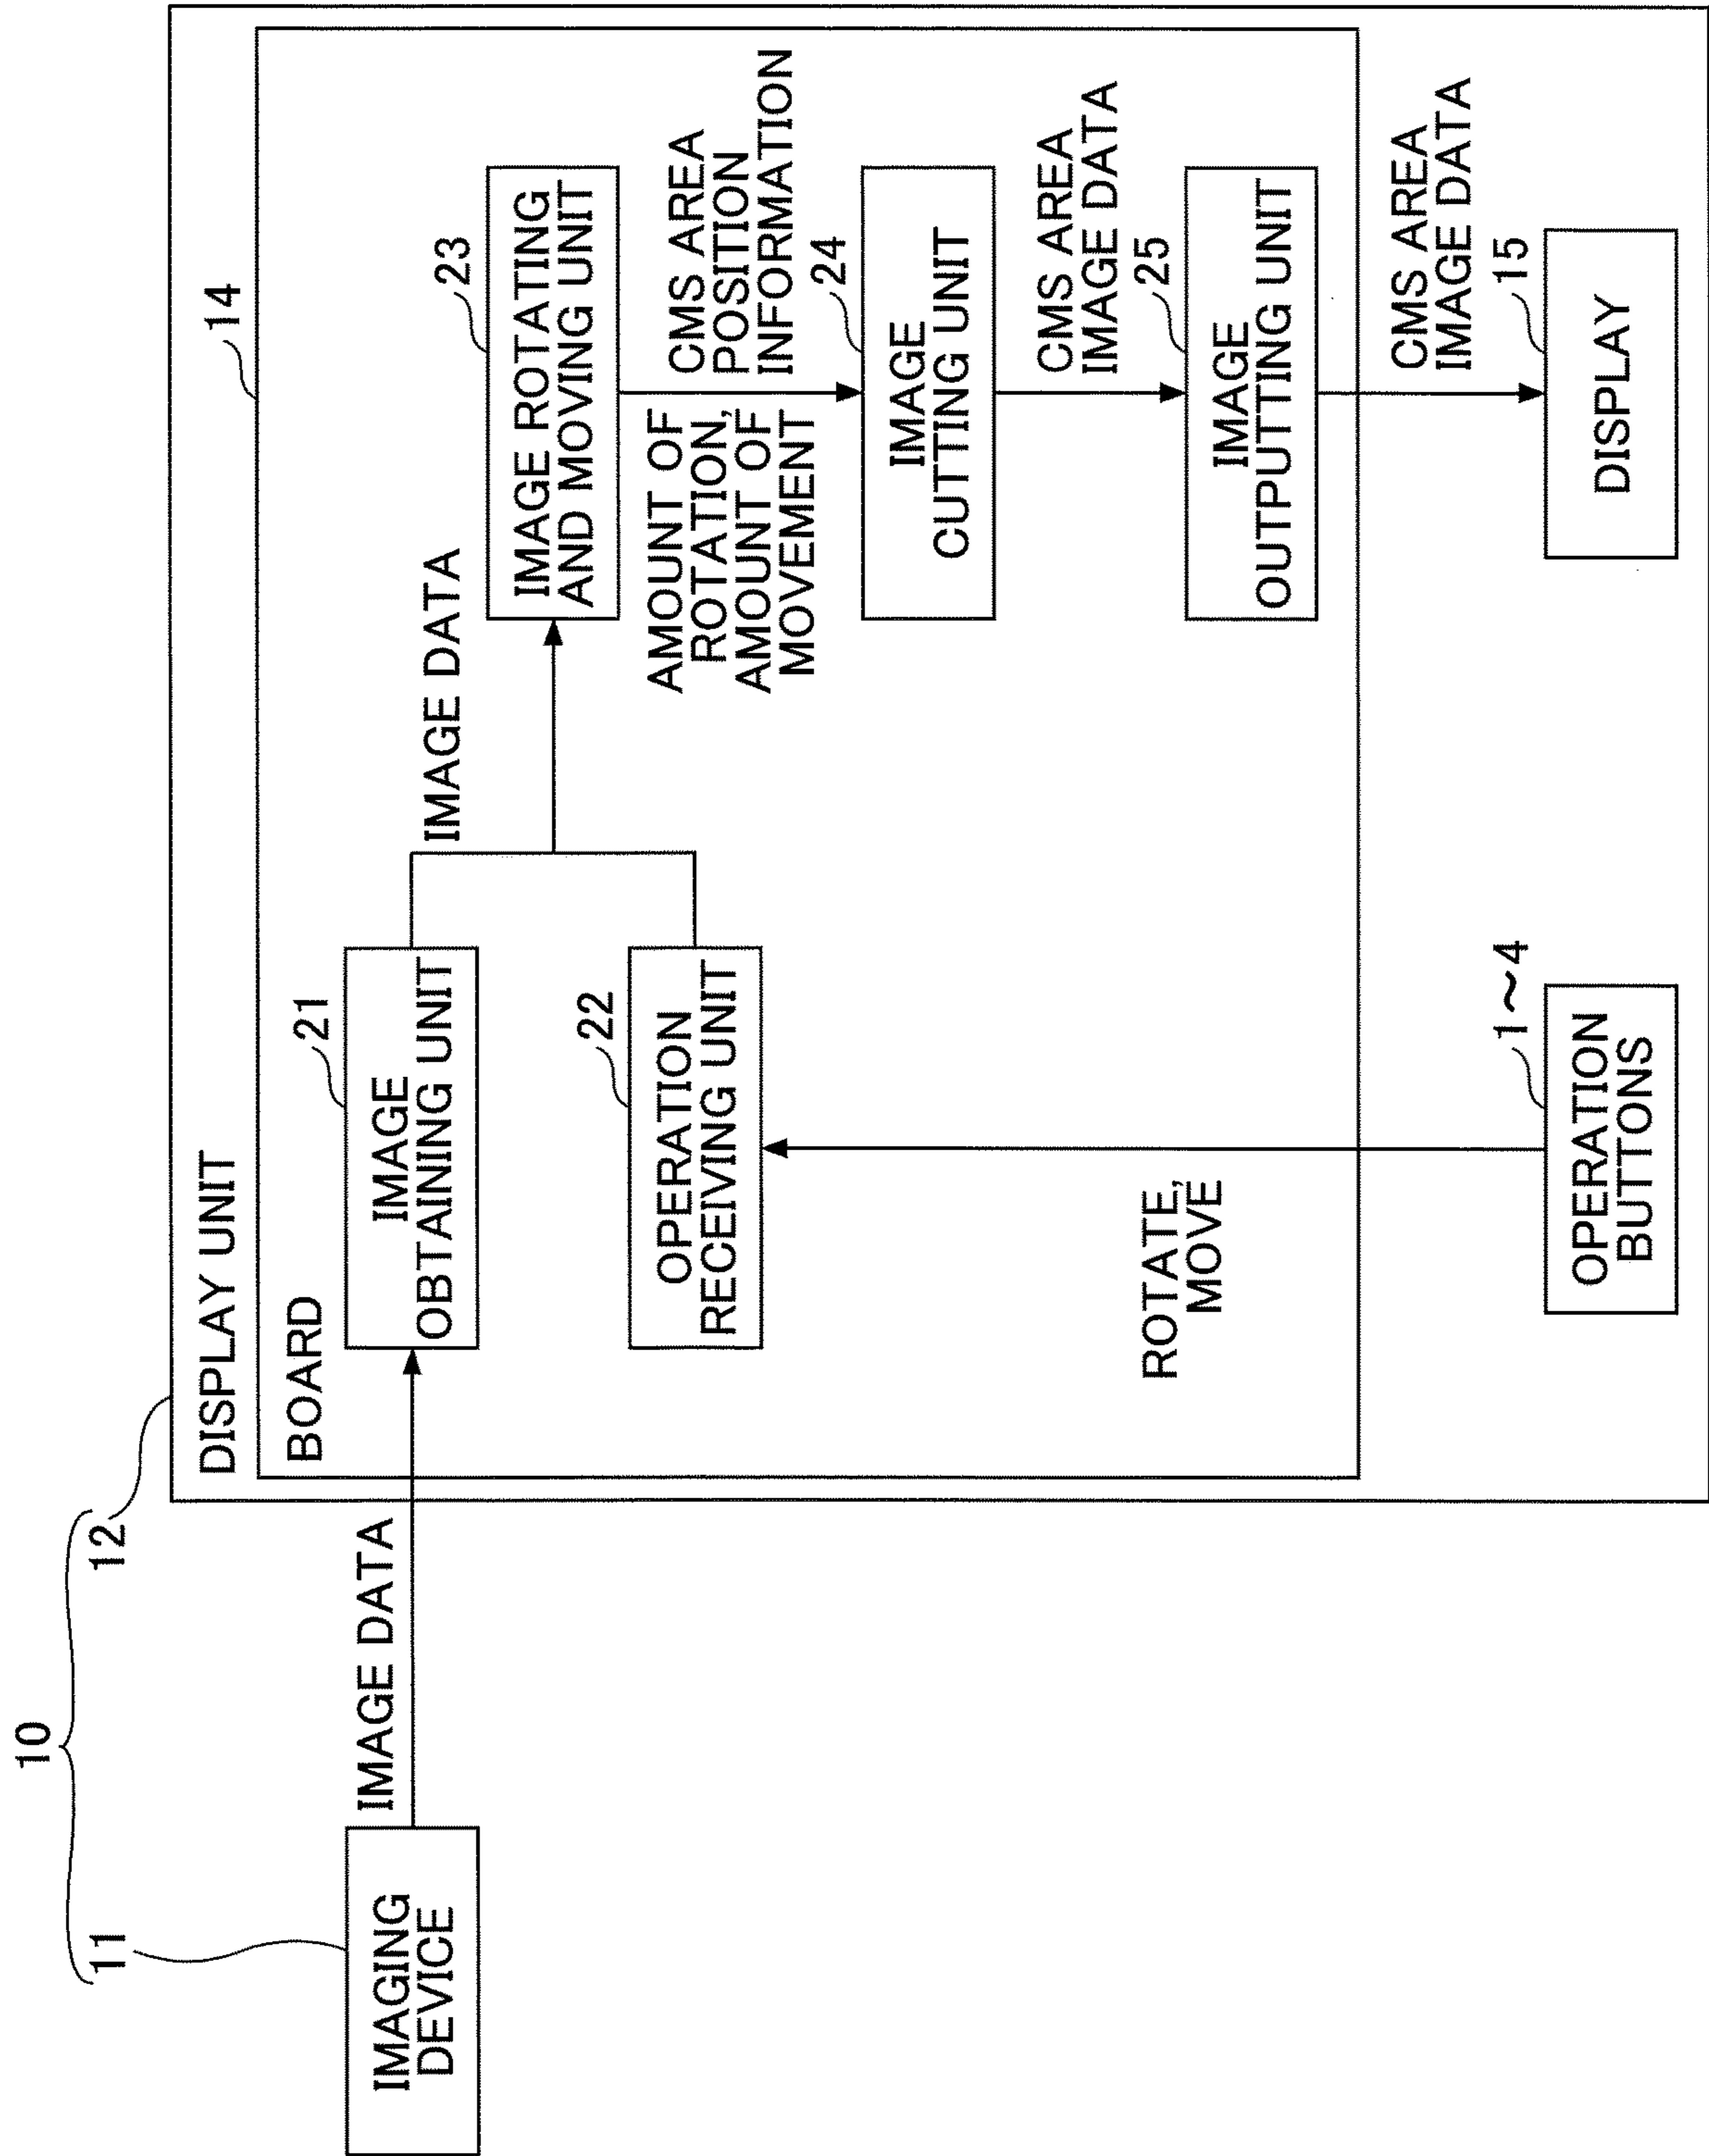 10
11
12
IMAGING
DEVICE
IMAGE DATA
DISPLAY UNIT
14
BOARD
21
IMAGE
OBTAINING UNIT
22
OPERATION
RECEIVING UNIT
IMAGE DATA
23
IMAGE ROTATING
AND MOVING UNIT
AMOUNT OF
ROTATION,
AMOUNT OF
MOVEMENT
CMS AREA
POSITION
INFORMATION
24
IMAGE
CUTTING UNIT
CMS AREA
IMAGE DATA
25
IMAGE
OUTPUTTING UNIT
ROTATE,
MOVE
CMS AREA
IMAGE DATA
1~4
OPERATION
BUTTONS
15
DISPLAY